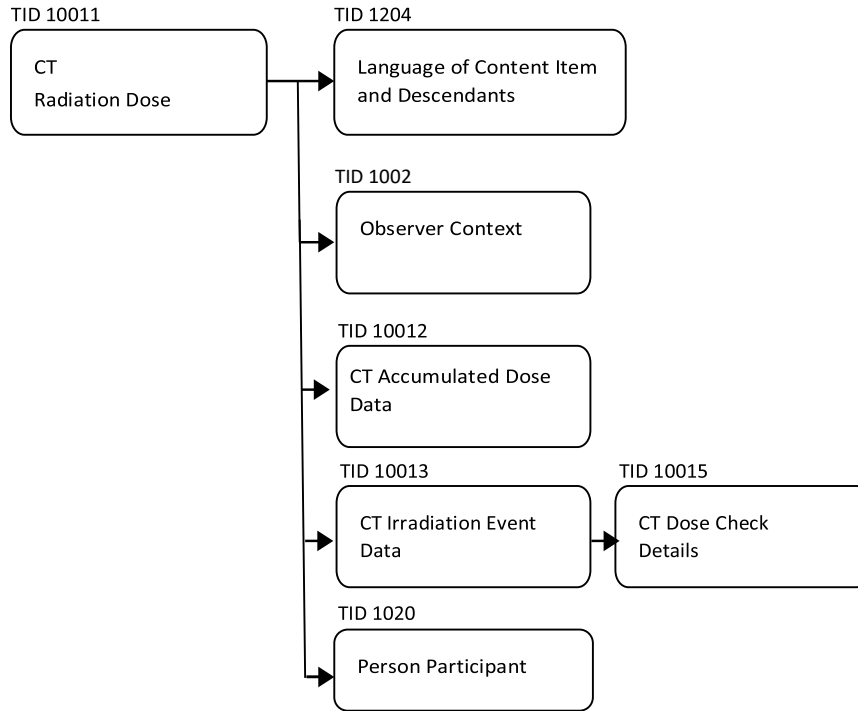 TID 10011
CT
Radiation Dose
TID 1204
Language of Content Item
and Descendants
TID 1002
Observer Context
TID 10012
CT Accumulated Dose
Data
TID 10013
CT Irradiation Event
Data
TID 10015
CT Dose Check
Details
TID 1020
Person Participant